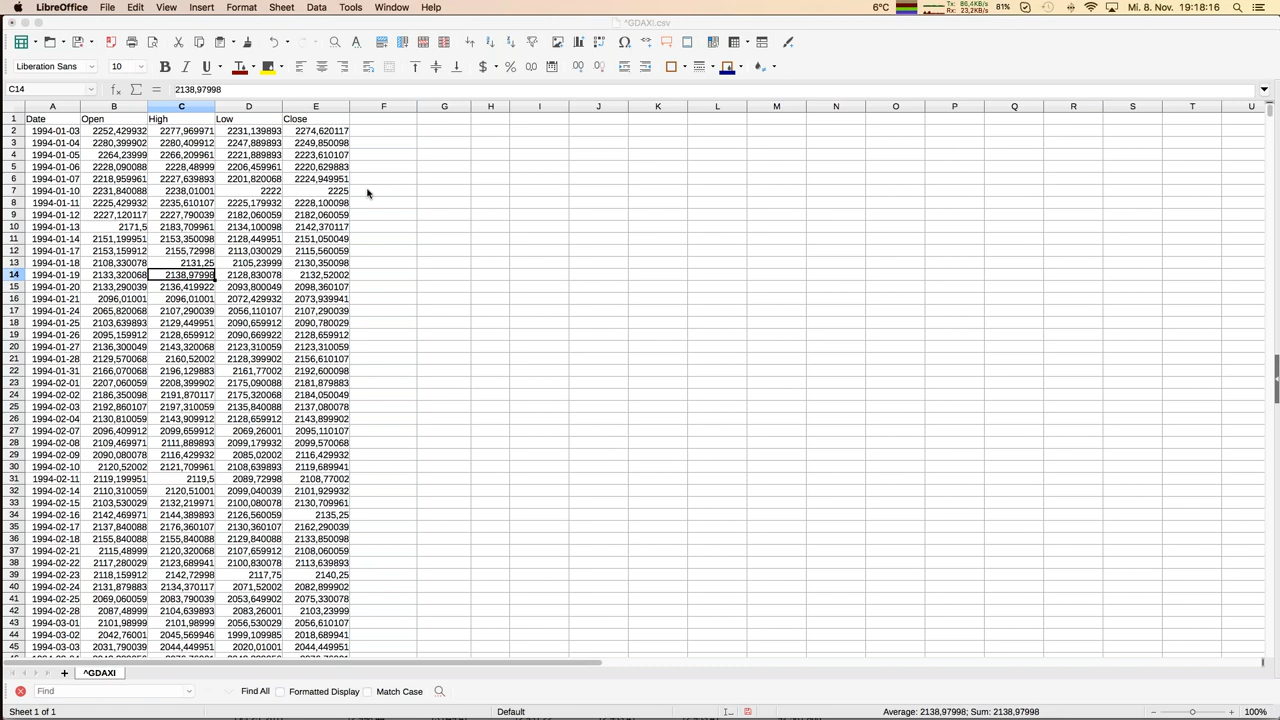 LibreOffice File Edit View Insert Format Sheet Data Tools Window Help 6°C Tx: 86,4KB/s Rx: 23,2KB/s 81% Mi. 8. Nov. 19:18:16
^GDAXI.csv
Liberation Sans 10
C14 2138,97998
A B C D E F G H I J K L M N O P Q R S T U
1 Date Open High Low Close
2 1994-01-03 2252,429932 2277,969971 2231,139893 2274,620117
3 1994-01-04 2280,399902 2280,409912 2247,889893 2249,850098
4 1994-01-05 2264,23999 2266,209961 2221,889893 2223,610107
5 1994-01-06 2228,090088 2228,48999 2206,459961 2220,629883
6 1994-01-07 2218,959961 2227,639893 2201,820068 2224,949951
7 1994-01-10 2231,840088 2238,01001 2222 2225
8 1994-01-11 2225,429932 2235,610107 2225,179932 2228,100098
9 1994-01-12 2227,120117 2227,790039 2182,060059 2182,060059
10 1994-01-13 2171,5 2183,709961 2134,100098 2142,370117
11 1994-01-14 2151,199951 2153,350098 2128,449951 2151,050049
12 1994-01-17 2153,159912 2155,72998 2113,030029 2115,560059
13 1994-01-18 2108,330078 2131,25 2105,23999 2130,350098
14 1994-01-19 2133,320068 2138,97998 2128,830078 2132,52002
15 1994-01-20 2133,290039 2136,419922 2093,800049 2098,360107
16 1994-01-21 2096,01001 2096,01001 2072,429932 2073,939941
17 1994-01-24 2065,820068 2107,290039 2056,110107 2107,290039
18 1994-01-25 2103,639893 2129,449951 2090,659912 2090,780029
19 1994-01-26 2095,159912 2128,659912 2090,669922 2128,659912
20 1994-01-27 2136,300049 2143,320068 2123,310059 2123,310059
21 1994-01-28 2129,570068 2160,52002 2128,399902 2156,610107
22 1994-01-31 2166,070068 2196,129883 2161,77002 2192,600098
23 1994-02-01 2207,060059 2208,399902 2175,090088 2181,879883
24 1994-02-02 2186,350098 2191,870117 2175,320068 2184,050049
25 1994-02-03 2192,860107 2197,310059 2135,840088 2137,080078
26 1994-02-04 2130,810059 2143,909912 2128,659912 2143,899902
27 1994-02-07 2096,409912 2099,659912 2069,26001 2095,110107
28 1994-02-08 2109,469971 2111,889893 2099,179932 2099,570068
29 1994-02-09 2090,080078 2116,429932 2085,02002 2116,429932
30 1994-02-10 2120,52002 2121,709961 2108,639893 2119,689941
31 1994-02-11 2119,199951 2119,5 2089,72998 2108,77002
32 1994-02-14 2110,310059 2120,51001 2099,040039 2101,929932
33 1994-02-15 2103,530029 2132,219971 2100,080078 2130,709961
34 1994-02-16 2142,469971 2144,389893 2126,560059 2135,25
35 1994-02-17 2137,840088 2176,360107 2130,360107 2162,290039
36 1994-02-18 2155,840088 2155,840088 2129,840088 2133,850098
37 1994-02-21 2115,48999 2120,320068 2107,659912 2108,060059
38 1994-02-22 2117,280029 2123,689941 2100,830078 2113,639893
39 1994-02-23 2118,159912 2142,72998 2117,75 2140,25
40 1994-02-24 2131,879883 2134,370117 2071,52002 2082,899902
41 1994-02-25 2069,060059 2083,790039 2053,649902 2075,330078
42 1994-02-28 2087,48999 2104,639893 2083,26001 2103,23999
43 1994-03-01 2101,98999 2101,98999 2056,530029 2056,610107
44 1994-03-02 2042,76001 2045,569946 1999,109985 2018,689941
45 1994-03-03 2031,790039 2044,449951 2020,01001 2044,449951
^GDAXI
Find Find All Formatted Display Match Case
Sheet 1 of 1 Default Average: 2138,97998; Sum: 2138,97998 100%